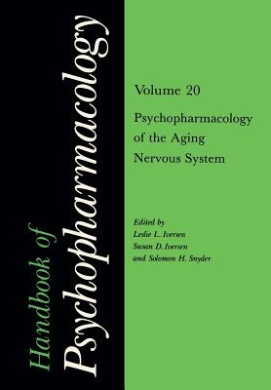 Handbook of
Psychopharmacology
Volume 20
Psychopharmacology
of the Aging
Nervous System
Edited by
Leslie L. Iversen
Susan D. Iversen
and Solomon H. Snyder